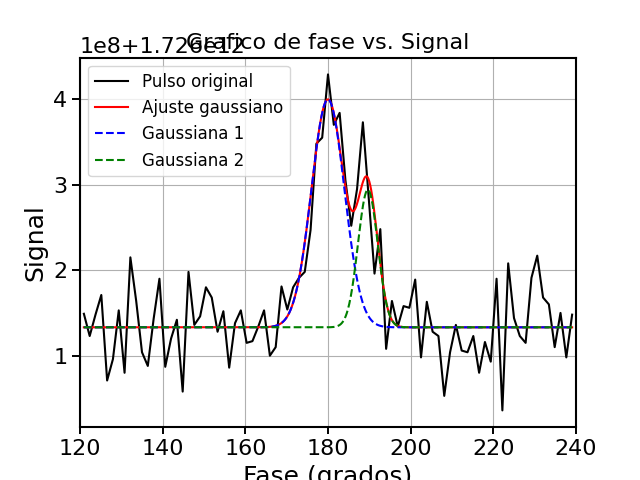 1e8+1.726e12
Grafico de fase vs. Signal
Pulso original
Ajuste gaussiano
Gaussiana 1
Gaussiana 2
Signal
4
3
2
1
120 140 160 180 200 220 240
Fase (grados)